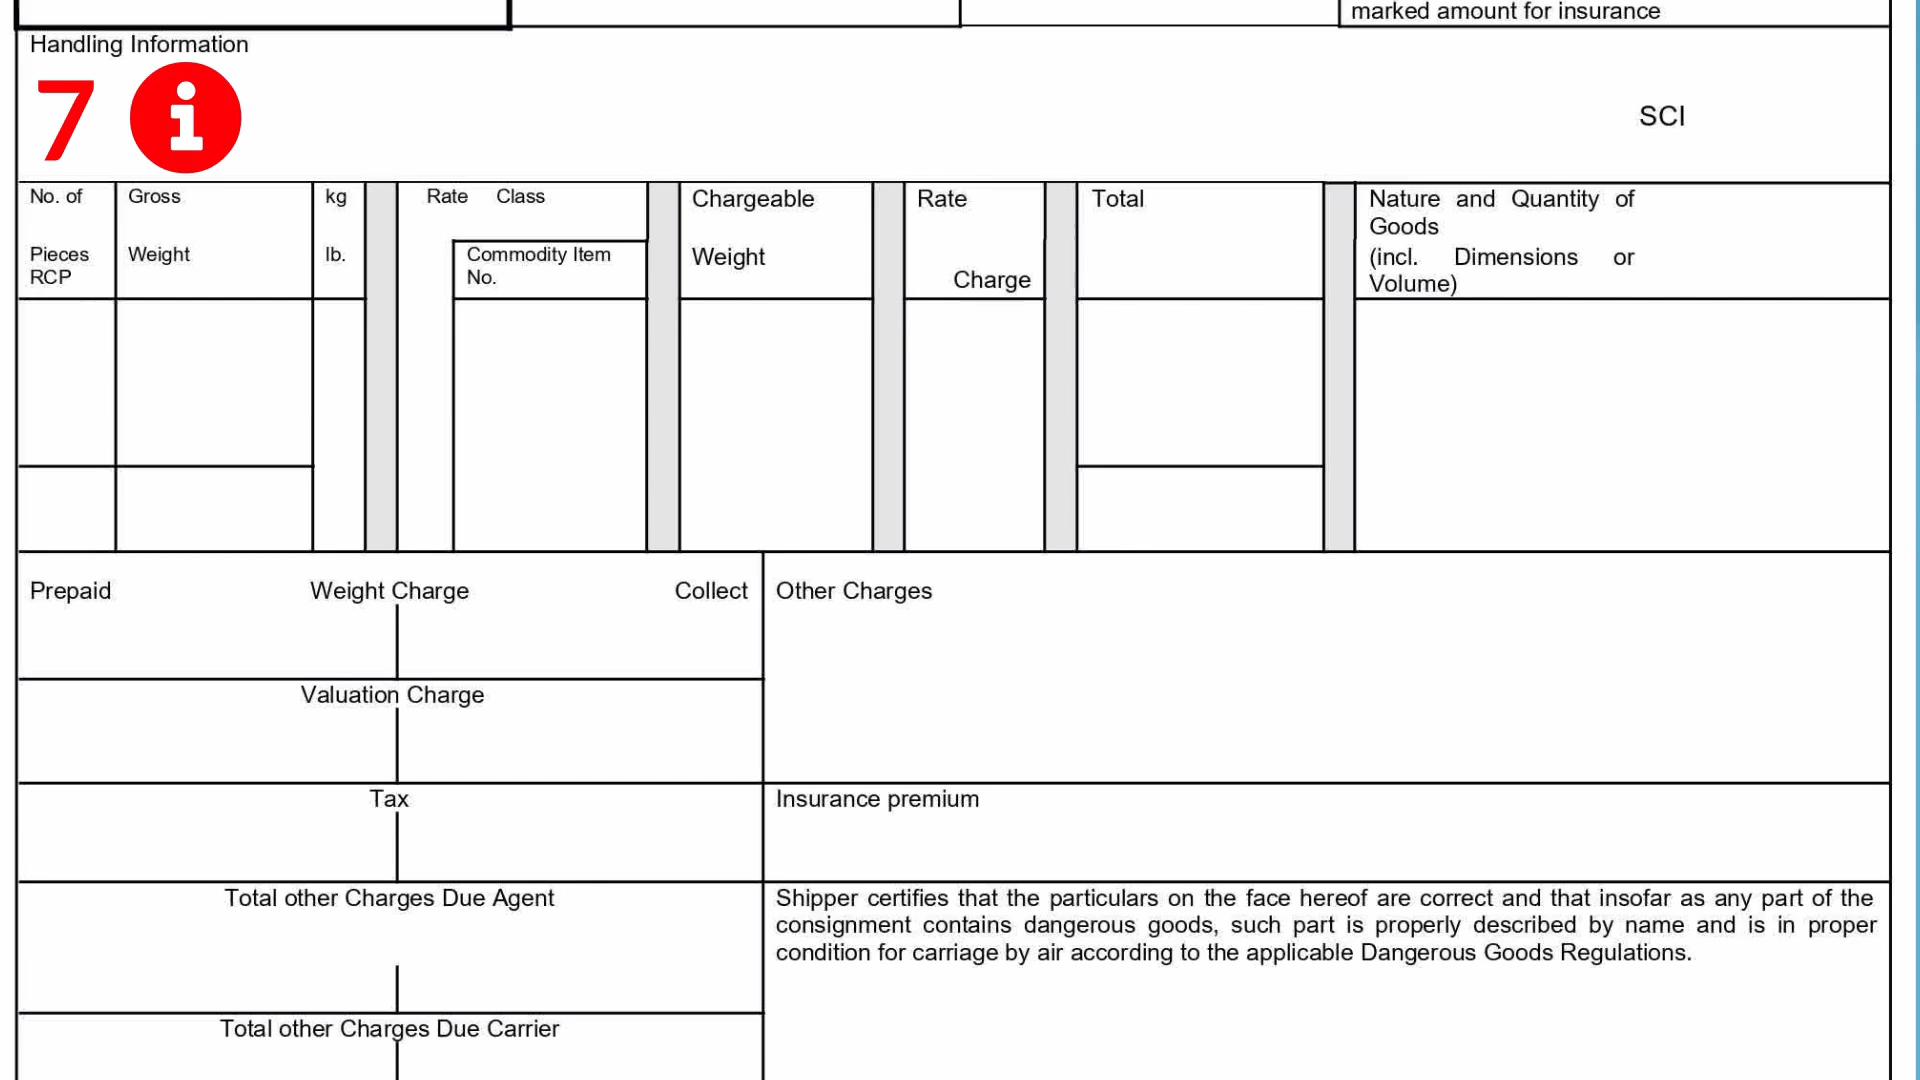 marked amount for insurance
Handling Information
7 i
SCI
No. of
Pieces
RCP
Gross
Weight
kg
lb.
Rate Class
Commodity Item
No.
Chargeable
Weight
Rate
Charge
Total
Nature and Quantity of
Goods
(incl. Dimensions or
Volume)
Prepaid Weight Charge Collect
Other Charges
Valuation Charge
Tax
Insurance premium
Total other Charges Due Agent
Shipper certifies that the particulars on the face hereof are correct and that insofar as any part of the
consignment contains dangerous goods, such part is properly described by name and is in proper
condition for carriage by air according to the applicable Dangerous Goods Regulations.
Total other Charges Due Carrier